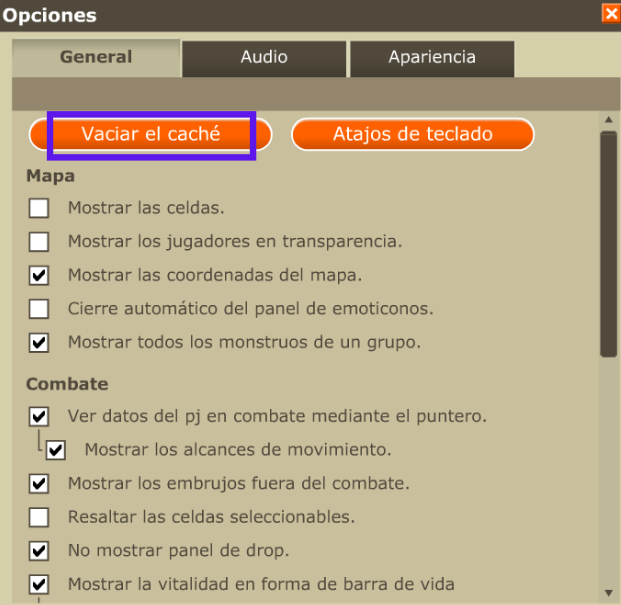 Opciones
General
Audio
Apariencia
Vaciar el caché
Atajos de teclado
Mapa
Mostrar las celdas.
Mostrar los jugadores en transparencia.
Mostrar las coordenadas del mapa.
Cierre automático del panel de emoticonos.
Mostrar todos los monstruos de un grupo.
Combate
Ver datos del pj en combate mediante el puntero.
Mostrar los alcances de movimiento.
Mostrar los embrujos fuera del combate.
Resaltar las celdas seleccionables.
No mostrar panel de drop.
Mostrar la vitalidad en forma de barra de vida